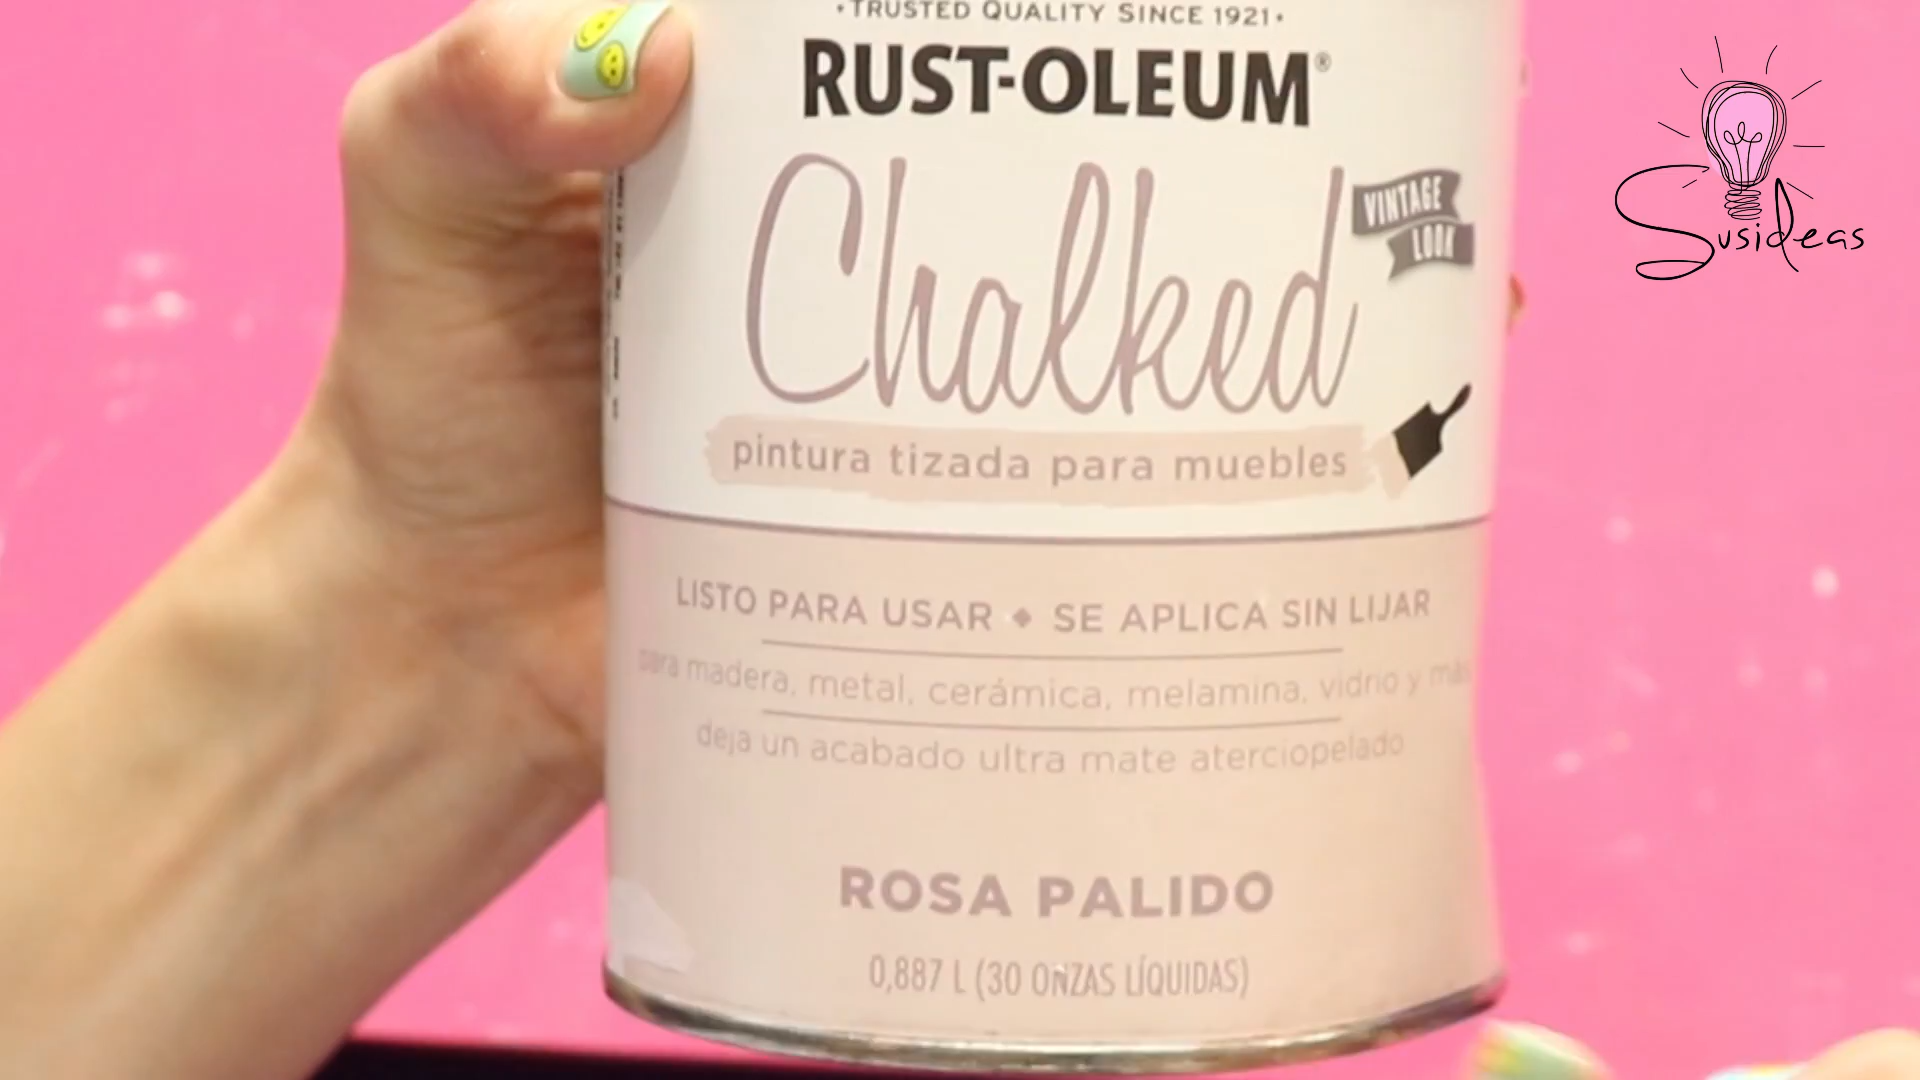 •TRUSTED QUALITY SINCE 1921•
RUST-OLEUM®
Chalked
VINTAGE
LOOK
pintura tizada para muebles
LISTO PARA USAR ◆ SE APLICA SIN LIJAR
para madera, metal, cerámica, melamina, vidrio y más
deja un acabado ultra mate aterciopelado
ROSA PALIDO
0,887 L (30 ONZAS LÍQUIDAS)
Susideas